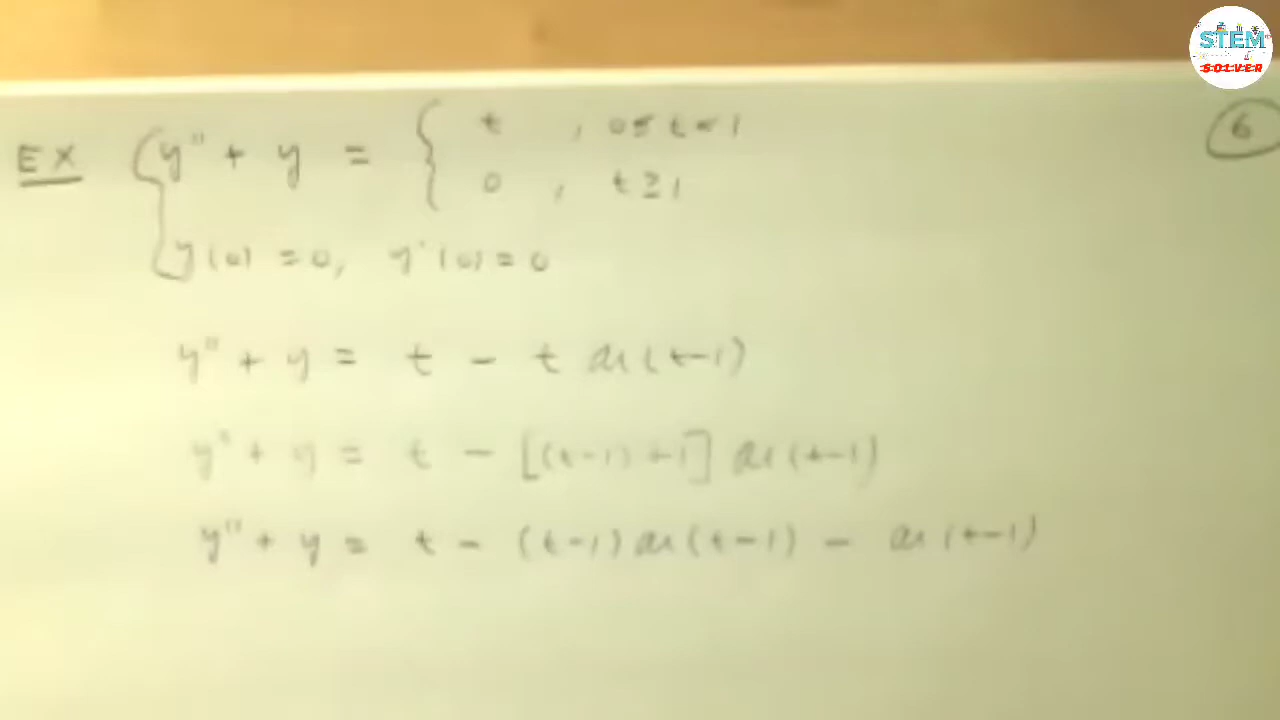 STEM
SOLVER
6
EX y'' + y = { t , 0 ≤ t < 1
0 , t ≥ 1
y(0) = 0, y'(0) = 0
y'' + y = t - t u(t-1)
y'' + y = t - [(t-1)+1] u(t-1)
y'' + y = t - (t-1) u(t-1) - u(t-1)